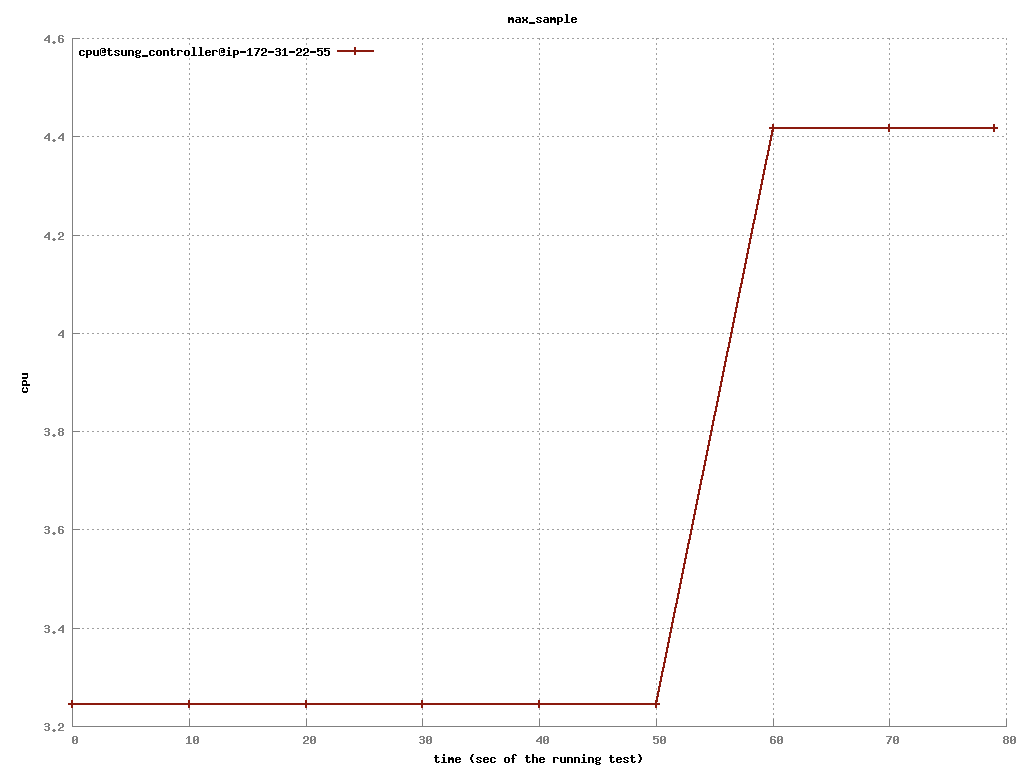 max_sample
4.6
cpu@tsung_controller@ip-172-31-22-55
4.4
4.2
4
cpu
3.8
3.6
3.4
3.2
0 10 20 30 40 50 60 70 80
time (sec of the running test)